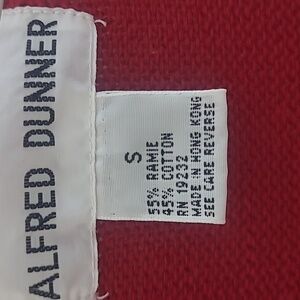 ALFRED DUNNER
S
55% RAMIE
45% COTTON
RN 19232
MADE IN HONG KONG
SEE CARE REVERSE